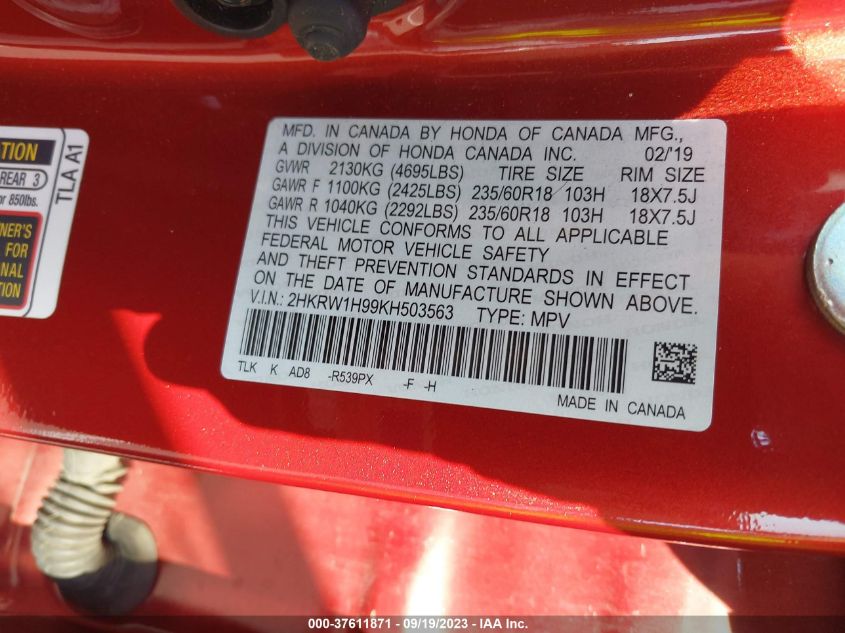 TION
REAR 3
or 850lbs.
TLA A1
NER'S
FOR
ONAL
TION
MFD. IN CANADA BY HONDA OF CANADA MFG.,
A DIVISION OF HONDA CANADA INC. 02/'19
GVWR 2130KG (4695LBS) TIRE SIZE RIM SIZE
GAWR F 1100KG (2425LBS) 235/60R18 103H 18X7.5J
GAWR R 1040KG (2292LBS) 235/60R18 103H 18X7.5J
THIS VEHICLE CONFORMS TO ALL APPLICABLE
FEDERAL MOTOR VEHICLE SAFETY
AND THEFT PREVENTION STANDARDS IN EFFECT
ON THE DATE OF MANUFACTURE SHOWN ABOVE.
V.I.N.: 2HKRW1H99KH503563 TYPE: MPV
TLK K AD8 -R539PX -F -H
MADE IN CANADA
000-37611871 - 09/19/2023 - IAA Inc.